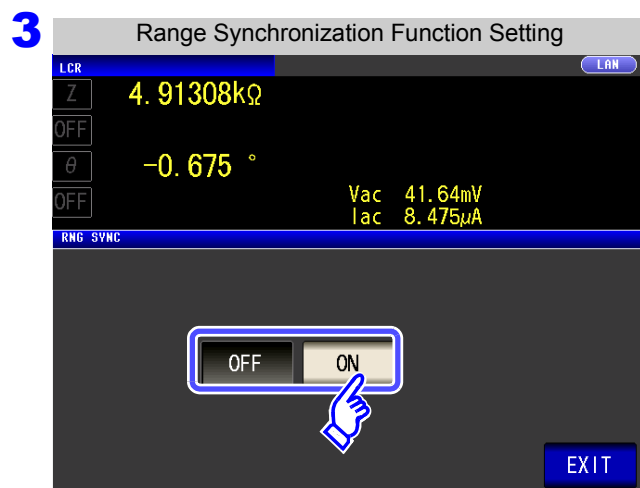 3
Range Synchronization Function Setting
LCR
LAN
Z 4.91308kΩ
OFF
θ -0.675 °
OFF
Vac 41.64mV
Iac 8.475µA
RNG SYNC
OFF ON
EXIT